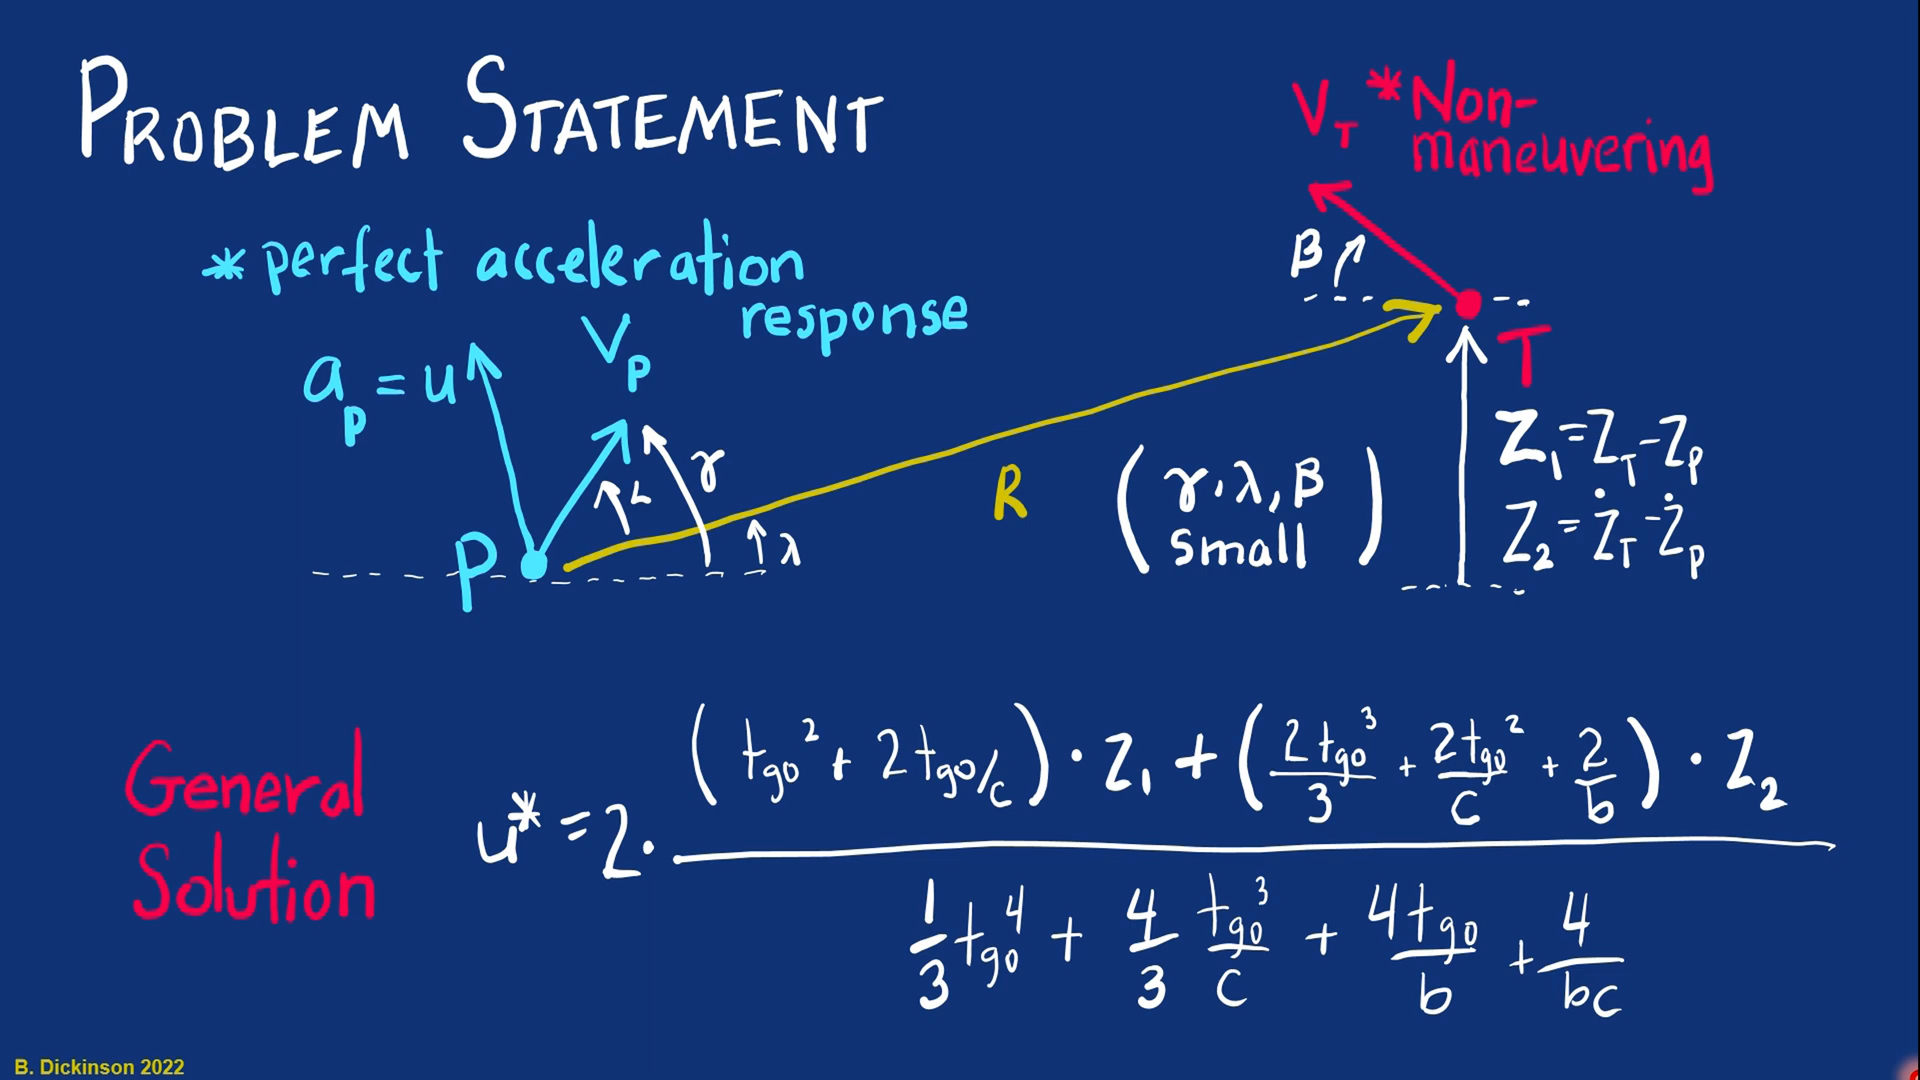 PROBLEM STATEMENT
V_T * Non-
maneuvering
* perfect acceleration
response
a_p = u
V_p
β
T
γ
L
λ
P
R
(γ, λ, β
small)
Z_1 = Z_T - Z_P
Z_2 = Ż_T - Ż_P
General
Solution
u* = 2 · ((t_go^2 + 2t_go/c) · Z_1 + (2t_go^3/3 + 2t_go^2/c + 2/b) · Z_2) / (1/3 t_go^4 + 4/3 t_go^3/c + 4t_go/b + 4/bc)
B. Dickinson 2022